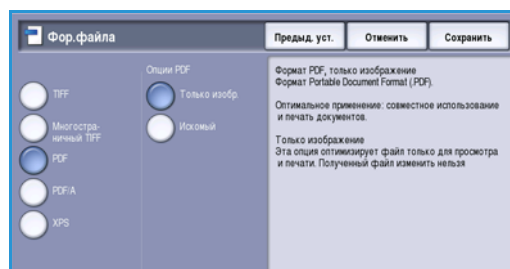 Фор.файла
Предыд. уст.
Отменить
Сохранить
TIFF
Многостра-
ничный TIFF
PDF
PDF/A
XPS
Опции PDF
Только изобр.
Искомый
Формат PDF, только изображение
Формат Portable Document Format (.PDF).
Оптимальное применение: совместное использование
и печать документов.
Только изображение
Эта опция оптимизирует файл только для просмотра
и печати. Полученный файл изменить нельзя